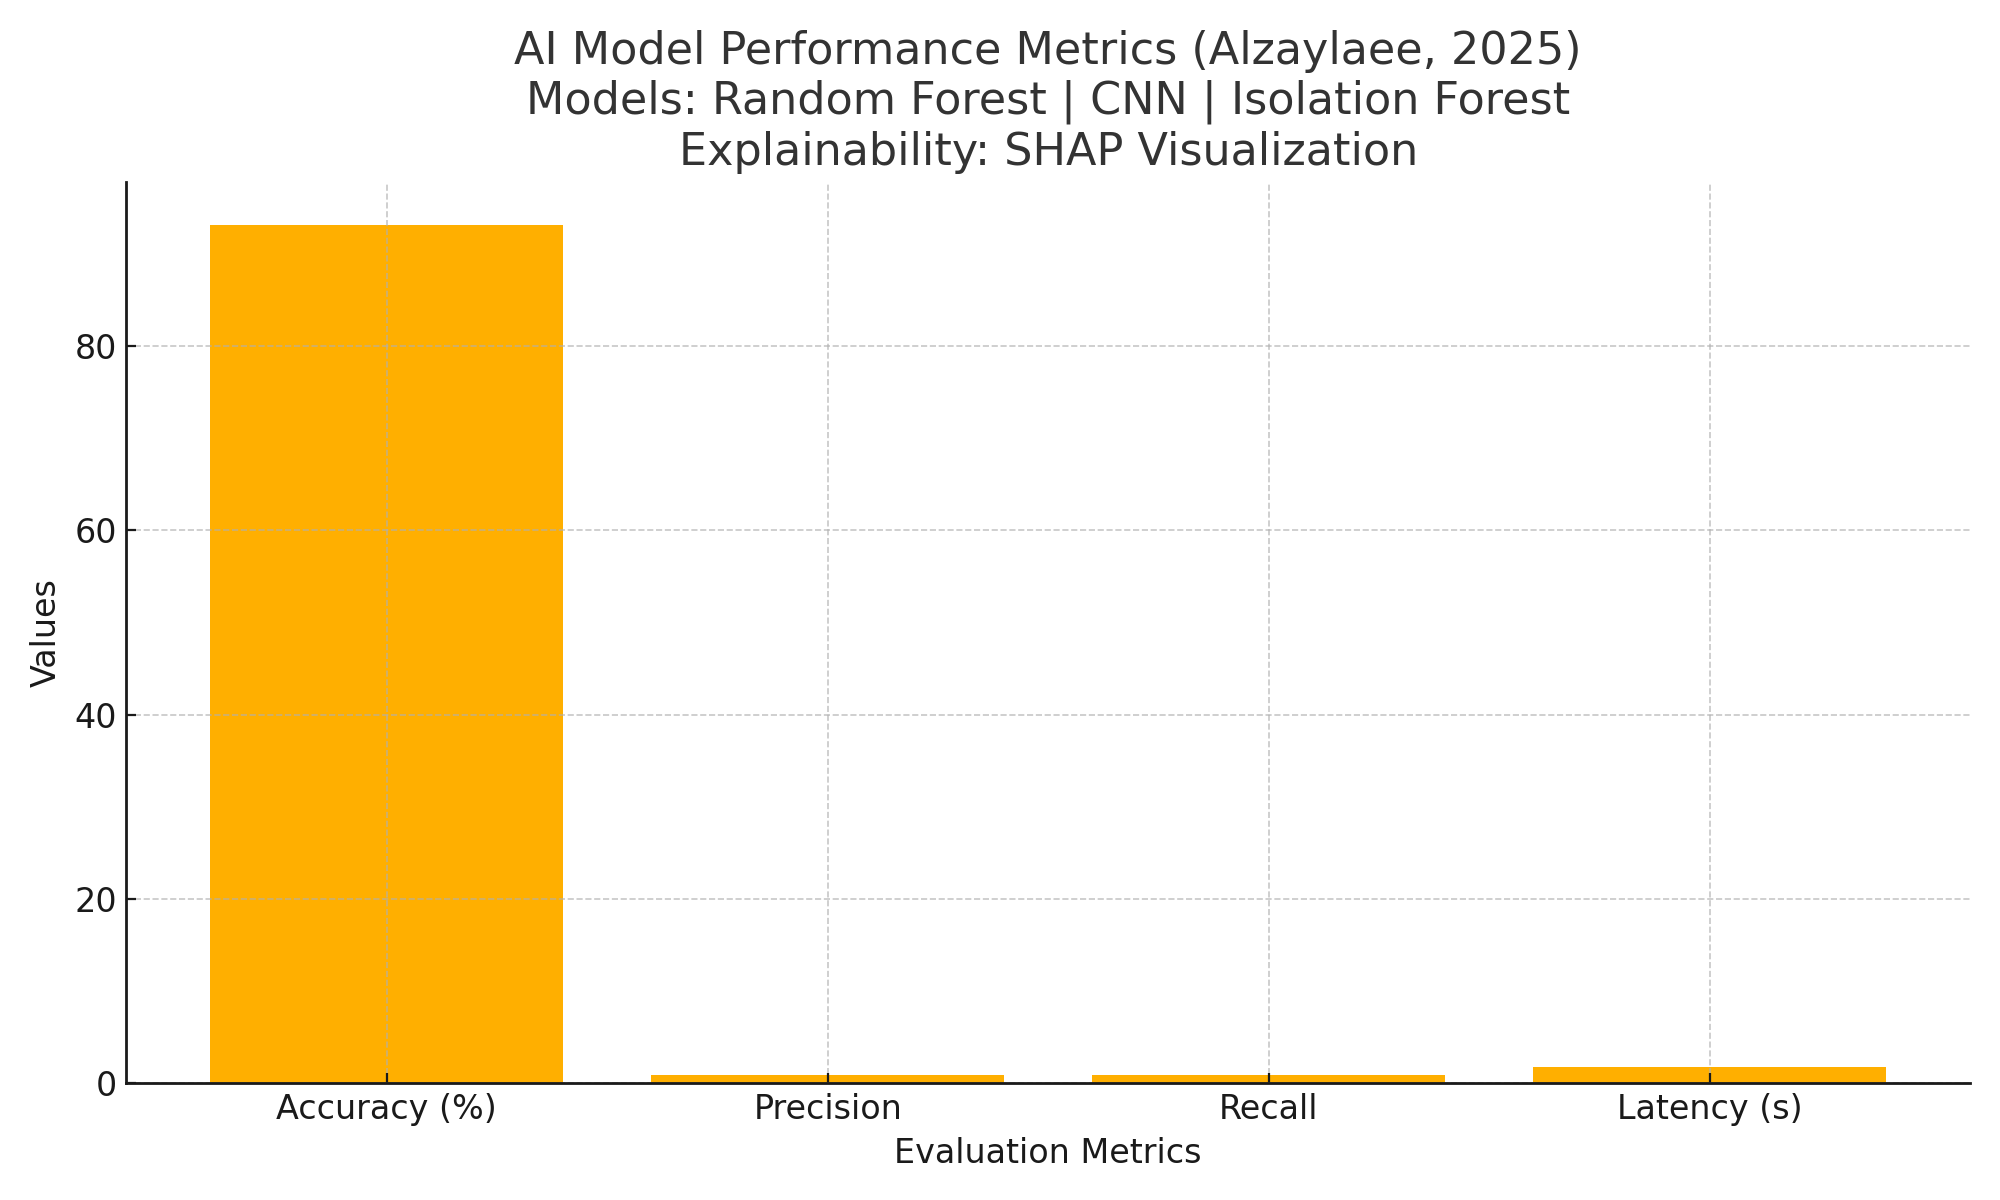 AI Model Performance Metrics (Alzaylaee, 2025)
Models: Random Forest | CNN | Isolation Forest
Explainability: SHAP Visualization
Values
80
60
40
20
0
Accuracy (%)
Precision
Recall
Latency (s)
Evaluation Metrics